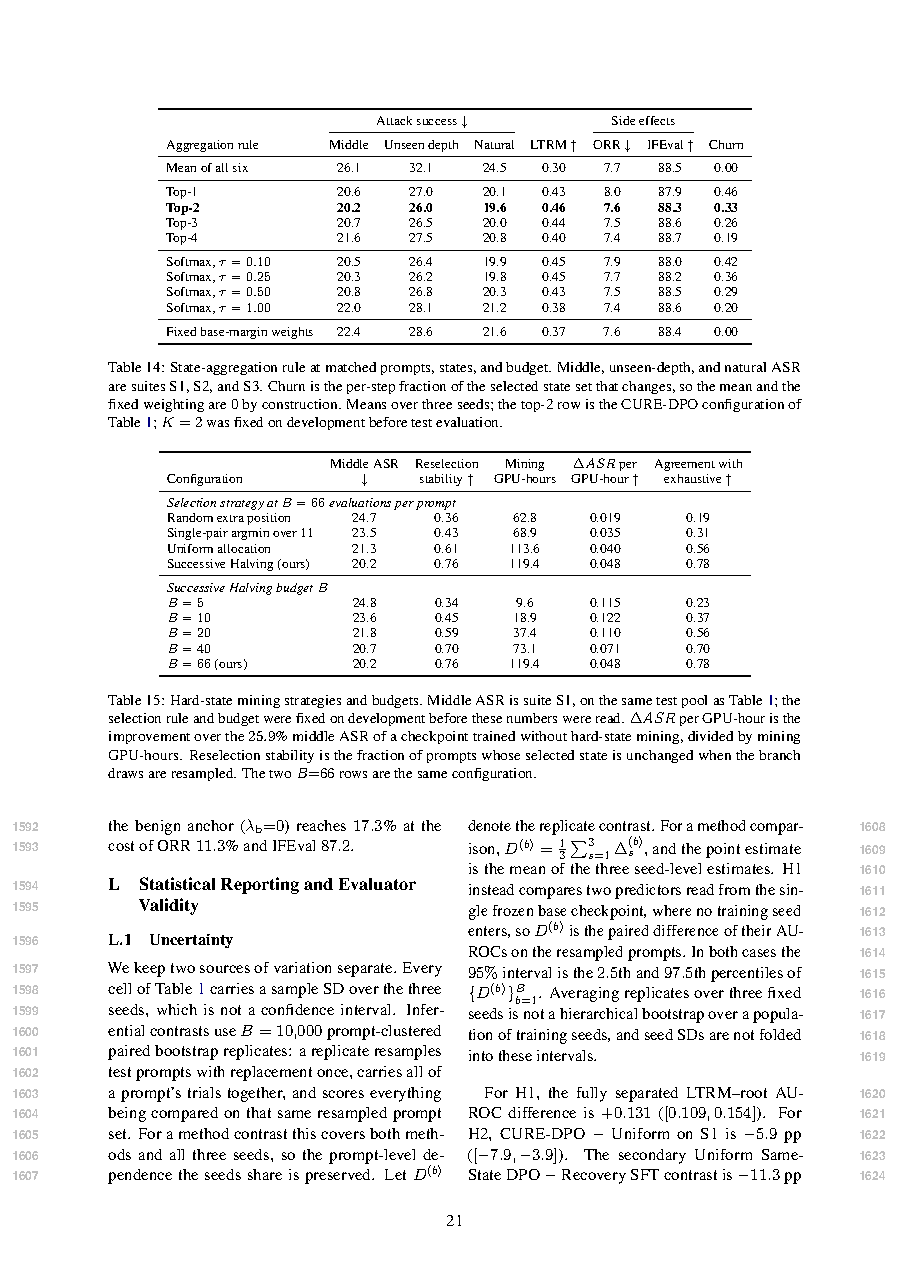 Attack success ↓ Side effects
Aggregation rule Middle Unseen depth Natural LTRM ↑ ORR ↓ IFEval ↑ Churn
Mean of all six 26.1 32.1 24.5 0.30 7.7 88.5 0.00
Top-1 20.6 27.0 20.1 0.43 8.0 87.9 0.46
Top-2 20.2 26.0 19.6 0.46 7.6 88.3 0.33
Top-3 20.7 26.5 20.0 0.44 7.5 88.6 0.26
Top-4 21.6 27.5 20.8 0.40 7.4 88.7 0.19
Softmax, τ = 0.10 20.5 26.4 19.9 0.45 7.9 88.0 0.42
Softmax, τ = 0.25 20.3 26.2 19.8 0.45 7.7 88.2 0.36
Softmax, τ = 0.50 20.8 26.8 20.3 0.43 7.5 88.5 0.29
Softmax, τ = 1.00 22.0 28.1 21.2 0.38 7.4 88.6 0.20
Fixed base-margin weights 22.4 28.6 21.6 0.37 7.6 88.4 0.00
Table 14: State-aggregation rule at matched prompts, states, and budget. Middle, unseen-depth, and natural ASR
are suites S1, S2, and S3. Churn is the per-step fraction of the selected state set that changes, so the mean and the
fixed weighting are 0 by construction. Means over three seeds; the top-2 row is the CURE-DPO configuration of
Table 1; K = 2 was fixed on development before test evaluation.
Middle ASR Reselection Mining ΔASR per Agreement with
Configuration ↓ stability ↑ GPU-hours GPU-hour ↑ exhaustive ↑
Selection strategy at B = 66 evaluations per prompt
Random extra position 24.7 0.36 62.8 0.019 0.19
Single-pair argmin over 11 23.5 0.43 68.9 0.035 0.31
Uniform allocation 21.3 0.61 113.6 0.040 0.56
Successive Halving (ours) 20.2 0.76 119.4 0.048 0.78
Successive Halving budget B
B = 5 24.8 0.34 9.6 0.115 0.23
B = 10 23.6 0.45 18.9 0.122 0.37
B = 20 21.8 0.59 37.4 0.110 0.56
B = 40 20.7 0.70 73.1 0.071 0.70
B = 66 (ours) 20.2 0.76 119.4 0.048 0.78
Table 15: Hard-state mining strategies and budgets. Middle ASR is suite S1, on the same test pool as Table 1; the
selection rule and budget were fixed on development before these numbers were read. ΔASR per GPU-hour is the
improvement over the 25.9% middle ASR of a checkpoint trained without hard-state mining, divided by mining
GPU-hours. Reselection stability is the fraction of prompts whose selected state is unchanged when the branch
draws are resampled. The two B=66 rows are the same configuration.
1592 the benign anchor (λb=0) reaches 17.3% at the
1593 cost of ORR 11.3% and IFEval 87.2.
1594 L Statistical Reporting and Evaluator
1595 Validity
1596 L.1 Uncertainty
1597 We keep two sources of variation separate. Every
1598 cell of Table 1 carries a sample SD over the three
1599 seeds, which is not a confidence interval. Infer-
1600 ential contrasts use B = 10,000 prompt-clustered
1601 paired bootstrap replicates: a replicate resamples
1602 test prompts with replacement once, carries all of
1603 a prompt's trials together, and scores everything
1604 being compared on that same resampled prompt
1605 set. For a method contrast this covers both meth-
1606 ods and all three seeds, so the prompt-level de-
1607 pendence the seeds share is preserved. Let D(b)
denote the replicate contrast. For a method compar- 1608
ison, D(b) = 1/3 ∑3s=1 Δs(b), and the point estimate 1609
is the mean of the three seed-level estimates. H1 1610
instead compares two predictors read from the sin- 1611
gle frozen base checkpoint, where no training seed 1612
enters, so D(b) is the paired difference of their AU- 1613
ROCs on the resampled prompts. In both cases the 1614
95% interval is the 2.5th and 97.5th percentiles of 1615
{D(b)}Bb=1. Averaging replicates over three fixed 1616
seeds is not a hierarchical bootstrap over a popula- 1617
tion of training seeds, and seed SDs are not folded 1618
into these intervals. 1619
For H1, the fully separated LTRM–root AU- 1620
ROC difference is +0.131 ([0.109, 0.154]). For 1621
H2, CURE-DPO − Uniform on S1 is −5.9 pp 1622
([−7.9, −3.9]). The secondary Uniform Same- 1623
State DPO − Recovery SFT contrast is −11.3 pp 1624
21